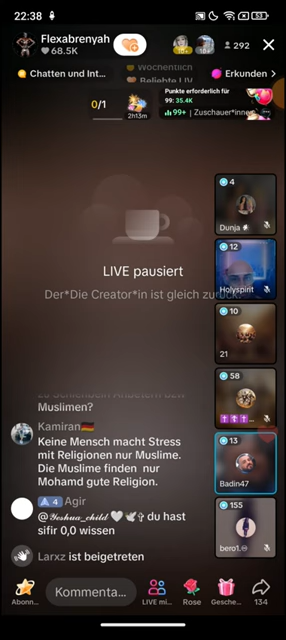 22:38
53
Flexabrenyah
68.5K
292
Chatten und Int...
Wöchentlich
Beliebte LIV
Erkunden >
0/1
2h13m
Punkte erforderlich für
99: 35.4K
99+ | Zuschauer*innen
4
Dunja
12
Holyspirit
LIVE pausiert
Der*Die Creator*in ist gleich zurück.
10
21
58
Muslimen?
Kamiran🇩🇪
Keine Mensch macht Stress
mit Religionen nur Muslime.
Die Muslime finden nur
Mohamd gute Religion.
13
Badin47
4 Agir
@𝓨𝓮𝓼𝓱𝓾𝓪_𝓬𝓱𝓲𝓵𝓭 🤍🕊✞ du hast
sifir 0,0 wissen
155
bero1.♾
Larxz ist beigetreten
Abonn...
Kommenta...
LIVE mi...
Rose
Gesche...
134